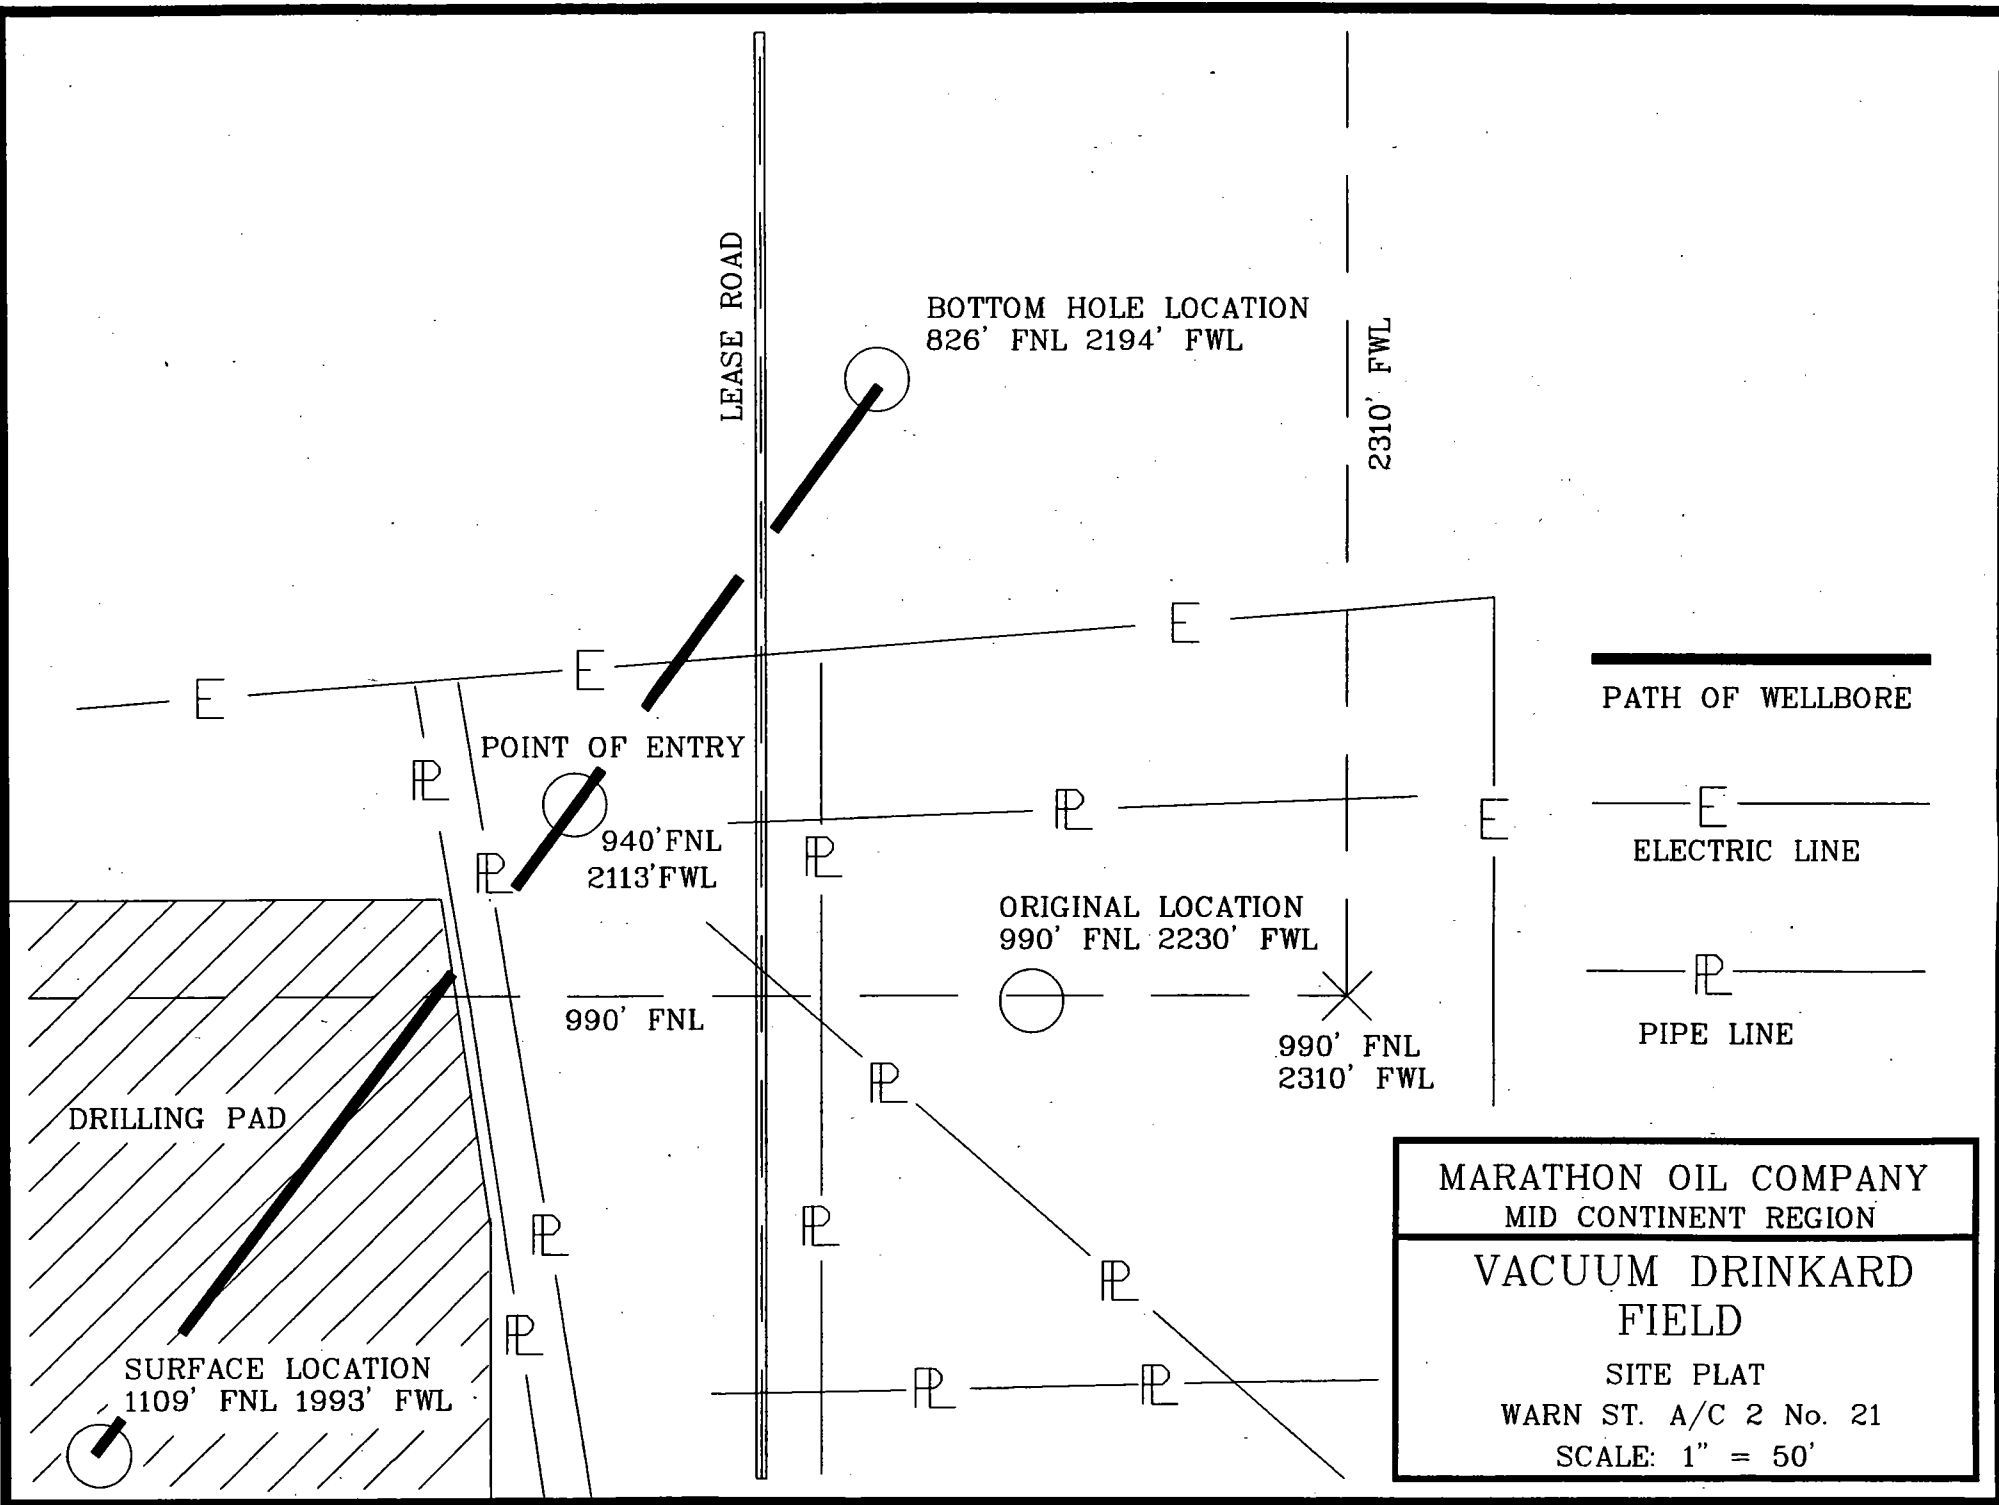 LEASE ROAD
BOTTOM HOLE LOCATION
826' FNL 2194' FWL
2310' FWL
E
E
E
PATH OF WELLBORE
POINT OF ENTRY
PL
E
E
PL
940'FNL
2113'FWL
PL
PL
ELECTRIC LINE
ORIGINAL LOCATION
990' FNL 2230' FWL
PL
990' FNL
PIPE LINE
990' FNL
2310' FWL
PL
DRILLING PAD
PL
PL
PL
PL
SURFACE LOCATION
1109' FNL 1993' FWL
PL
PL
MARATHON OIL COMPANY
MID CONTINENT REGION
VACUUM DRINKARD
FIELD
SITE PLAT
WARN ST. A/C 2 No. 21
SCALE: 1" = 50'